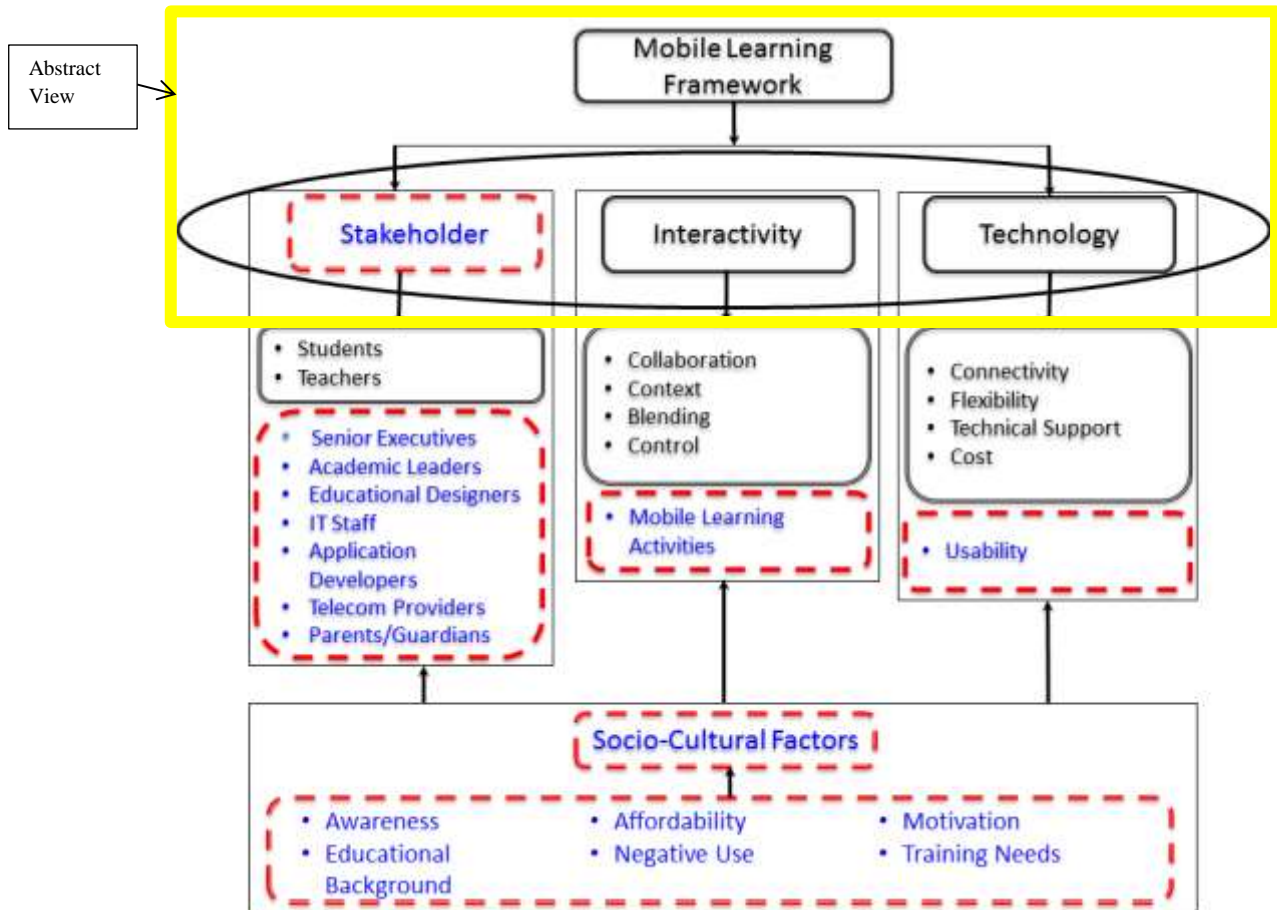 Abstract
View
Mobile Learning
Framework
Stakeholder
Interactivity
Technology
• Students
• Teachers
• Senior Executives
• Academic Leaders
• Educational Designers
• IT Staff
• Application
Developers
• Telecom Providers
• Parents/Guardians
• Collaboration
• Context
• Blending
• Control
• Mobile Learning
Activities
• Connectivity
• Flexibility
• Technical Support
• Cost
• Usability
Socio-Cultural Factors
• Awareness
• Educational
Background
• Affordability
• Negative Use
• Motivation
• Training Needs